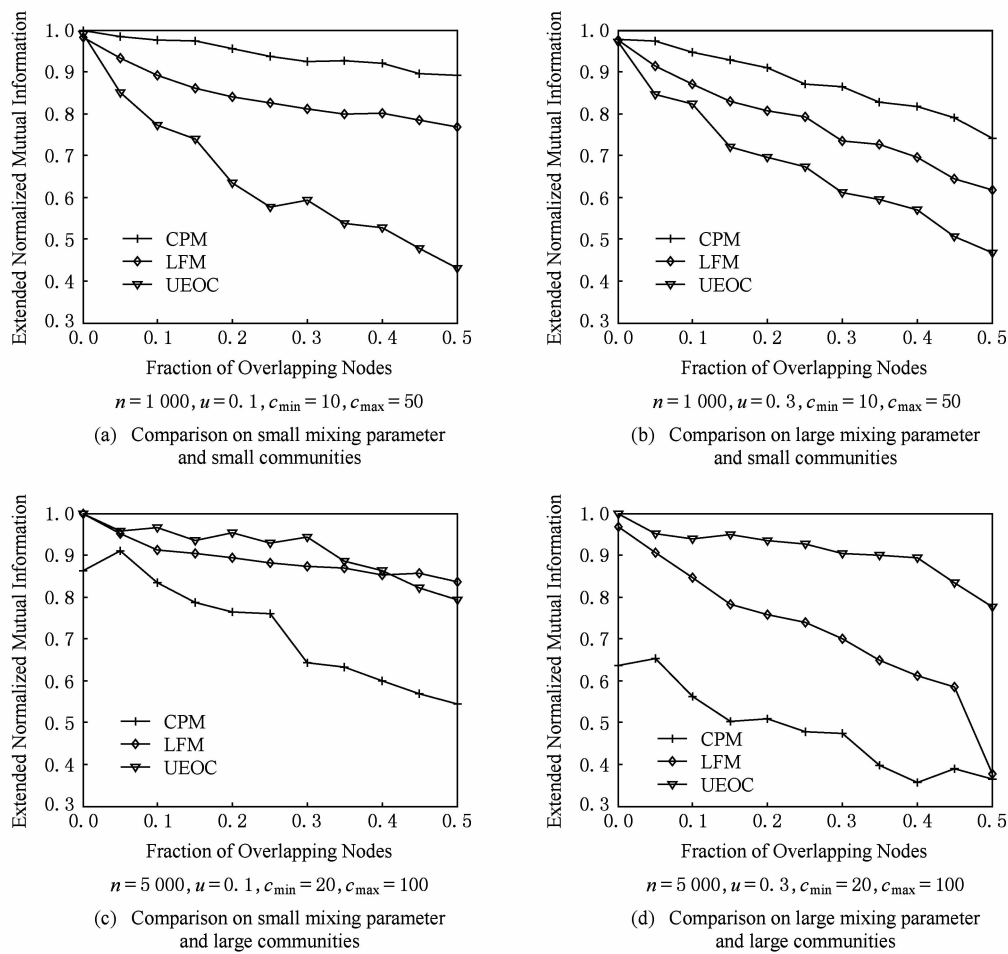 Extended Normalized Mutual Information
1.0
0.9
0.8
0.7
0.6
0.5
0.4
0.3
CPM
LFM
UEOC
0.0 0.1 0.2 0.3 0.4 0.5
Fraction of Overlapping Nodes
n=1 000, u=0.1, cmin=10, cmax=50
(a) Comparison on small mixing parameter
and small communities
Extended Normalized Mutual Information
1.0
0.9
0.8
0.7
0.6
0.5
0.4
0.3
CPM
LFM
UEOC
0.0 0.1 0.2 0.3 0.4 0.5
Fraction of Overlapping Nodes
n=1 000, u=0.3, cmin=10, cmax=50
(b) Comparison on large mixing parameter
and small communities
Extended Normalized Mutual Information
1.0
0.9
0.8
0.7
0.6
0.5
0.4
0.3
CPM
LFM
UEOC
0.0 0.1 0.2 0.3 0.4 0.5
Fraction of Overlapping Nodes
n=5 000, u=0.1, cmin=20, cmax=100
(c) Comparison on small mixing parameter
and large communities
Extended Normalized Mutual Information
1.0
0.9
0.8
0.7
0.6
0.5
0.4
0.3
CPM
LFM
UEOC
0.0 0.1 0.2 0.3 0.4 0.5
Fraction of Overlapping Nodes
n=5 000, u=0.3, cmin=20, cmax=100
(d) Comparison on large mixing parameter
and large communities